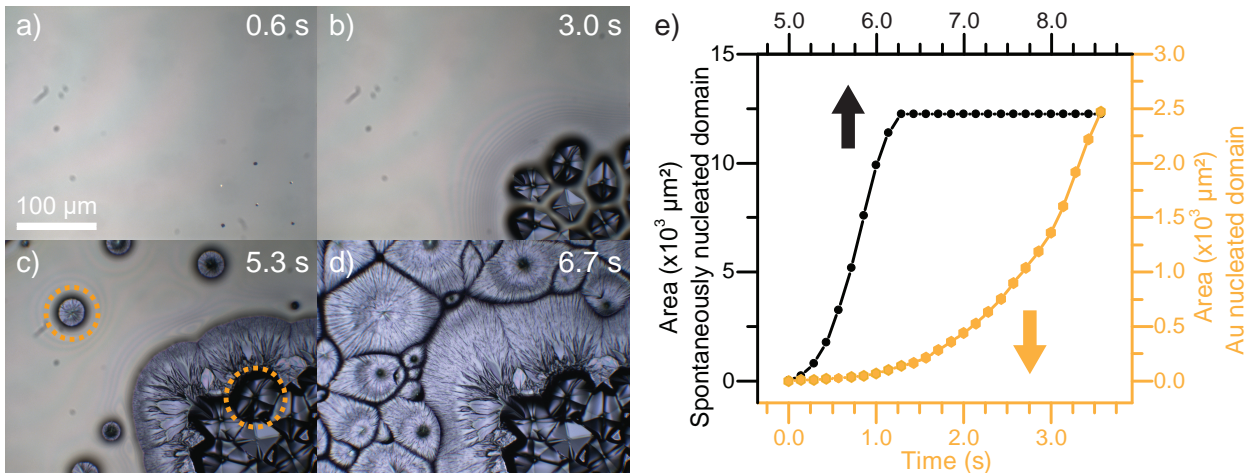 a) 0.6 s
100 µm
b) 3.0 s
c) 5.3 s
d) 6.7 s
e)
5.0 6.0 7.0 8.0
15
10
5
0
Area (x10³ µm²)
Spontaneously nucleated domain
3.0
2.5
2.0
1.5
1.0
0.5
0.0
Area (x10³ µm²)
Au nucleated domain
0.0 1.0 2.0 3.0
Time (s)